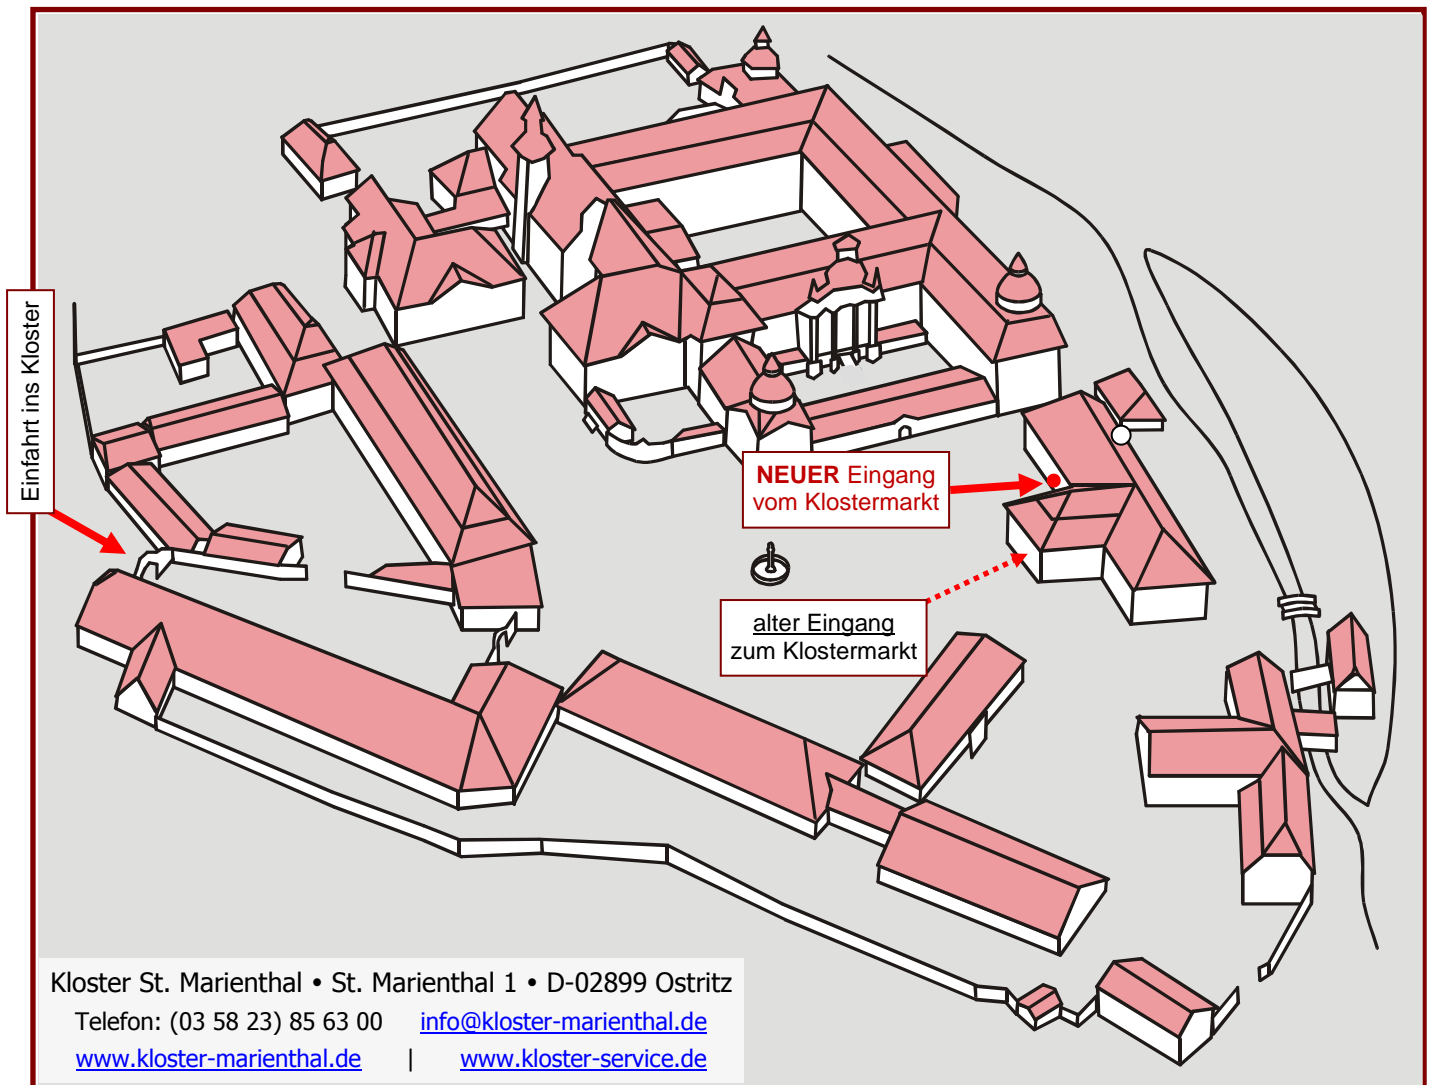 Einfahrt ins Kloster
NEUER Eingang
vom Klostermarkt
alter Eingang
zum Klostermarkt
Kloster St. Marienthal • St. Marienthal 1 • D-02899 Ostritz
Telefon: (03 58 23) 85 63 00 info@kloster-marienthal.de
www.kloster-marienthal.de | www.kloster-service.de